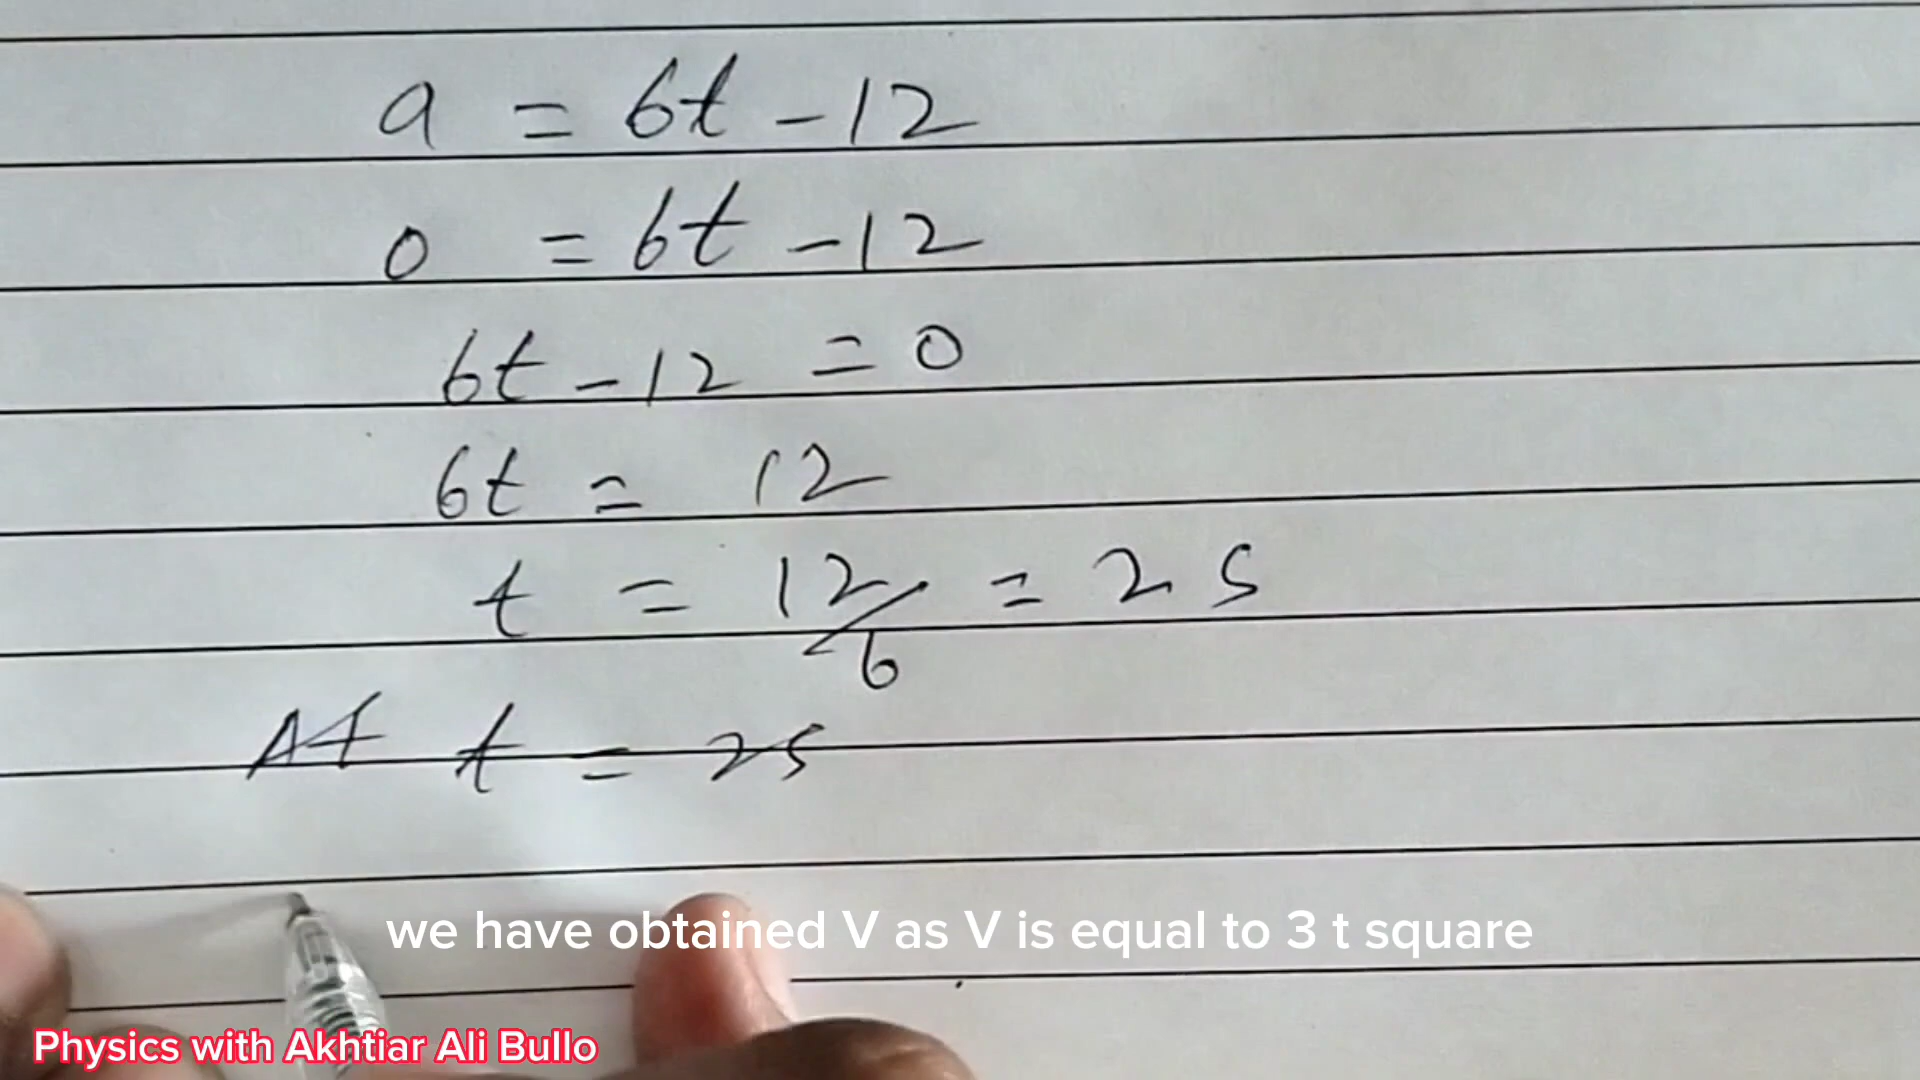 a = 6t - 12
0 = 6t - 12
6t - 12 = 0
6t = 12
t = 12/6 = 2 s
At t = 2s
we have obtained V as V is equal to 3 t square
Physics with Akhtiar Ali Bullo